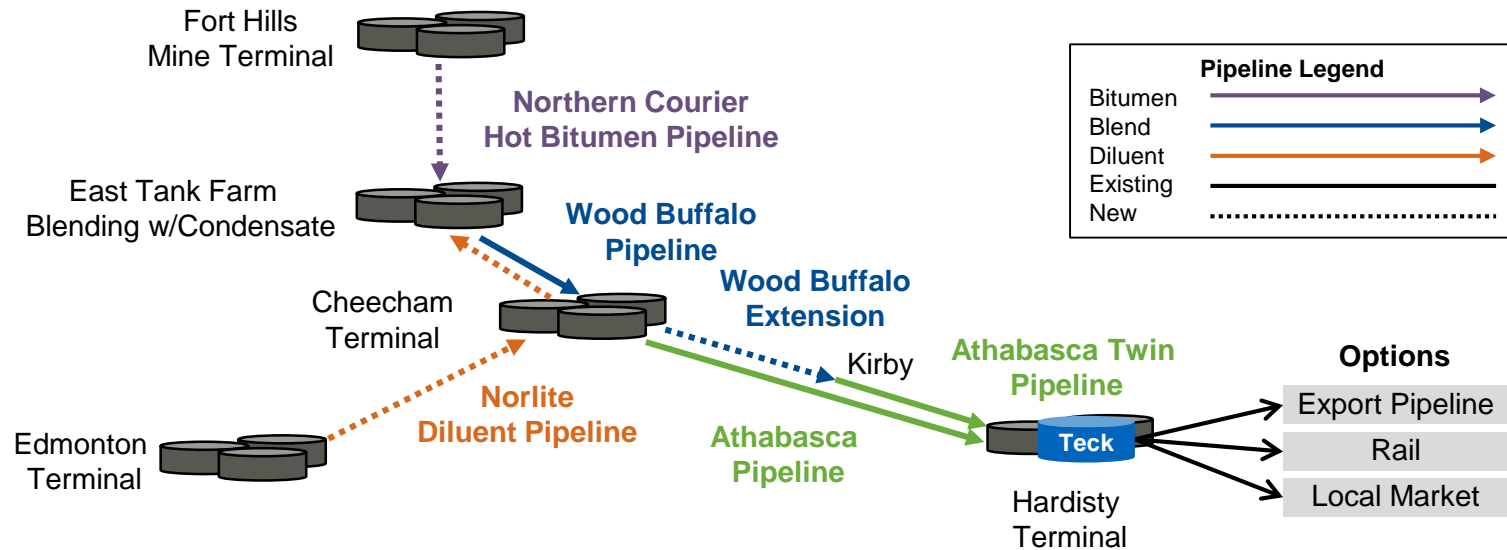 Fort Hills
Mine Terminal
Pipeline Legend
Bitumen
Blend
Diluent
Existing
New
Northern Courier
Hot Bitumen Pipeline
East Tank Farm
Blending w/Condensate
Wood Buffalo
Pipeline
Wood Buffalo
Extension
Cheecham
Terminal
Kirby
Athabasca Twin
Pipeline
Options
Export Pipeline
Rail
Local Market
Norlite
Diluent Pipeline
Athabasca
Pipeline
Teck
Edmonton
Terminal
Hardisty
Terminal